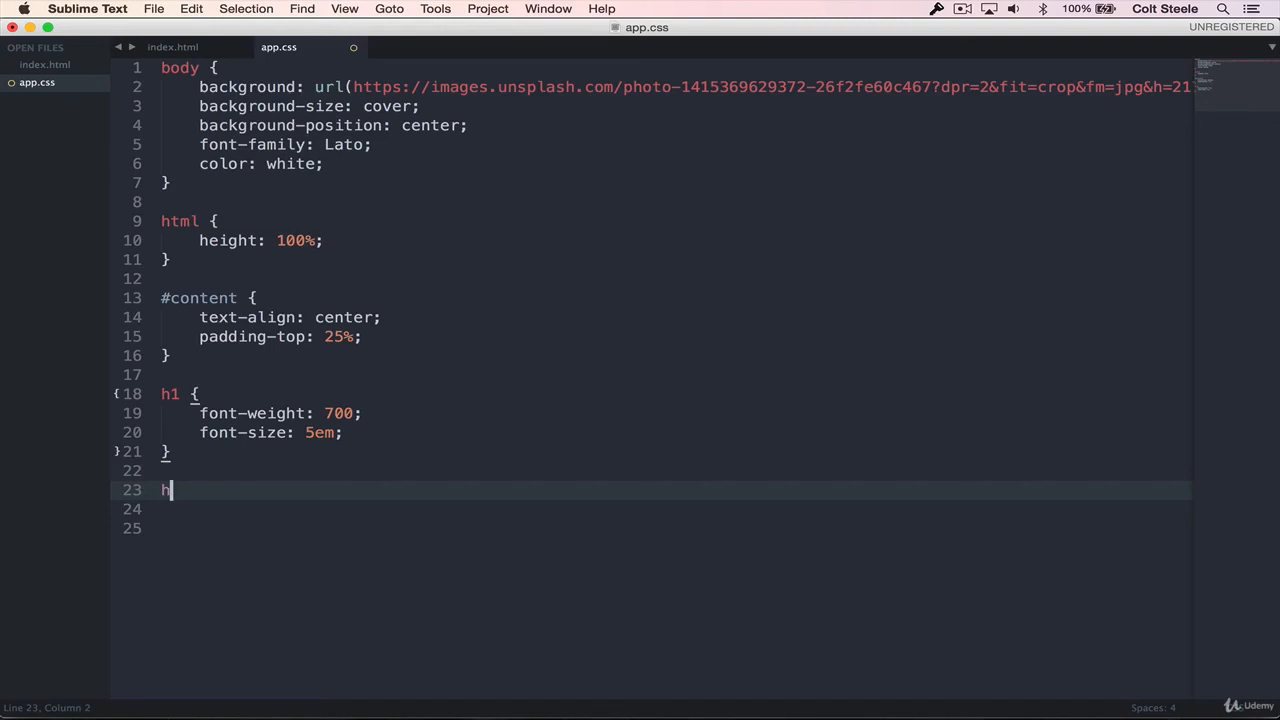 Sublime Text File Edit Selection Find View Goto Tools Project Window Help 100% Colt Steele
app.css UNREGISTERED
OPEN FILES
index.html
app.css
index.html app.css
1 body {
2 background: url(https://images.unsplash.com/photo-1415369629372-26f2fe60c467?dpr=2&fit=crop&fm=jpg&h=21
3 background-size: cover;
4 background-position: center;
5 font-family: Lato;
6 color: white;
7 }
8
9 html {
10 height: 100%;
11 }
12
13 #content {
14 text-align: center;
15 padding-top: 25%;
16 }
17
{ 18 h1 {
19 font-weight: 700;
20 font-size: 5em;
} 21 }
22
23 h
24
25
Line 23, Column 2 Spaces: 4 Udemy